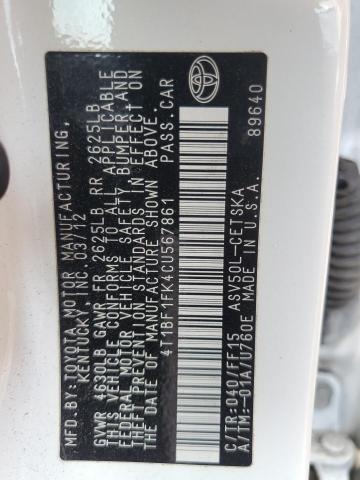 MFD. BY:TOYOTA MOTOR MANUFACTURING,
KENTUCKY, INC. 03/12
GVWR 4630LB GAWR FR 2625LB RR 2625LB
THIS VEHICLE CONFORMS TO ALL APPLICABLE
FEDERAL MOTOR VEHICLE SAFETY, BUMPER, AND
THEFT PREVENTION STANDARDS IN EFFECT ON
THE DATE OF MANUFACTURE SHOWN ABOVE.
4T1BF1FK4CU567861 PASS.CAR
C/TR:040/FF15 ASV50L-CETSKA
A/TM:-01A/U760E MADE IN U.S.A.
89640